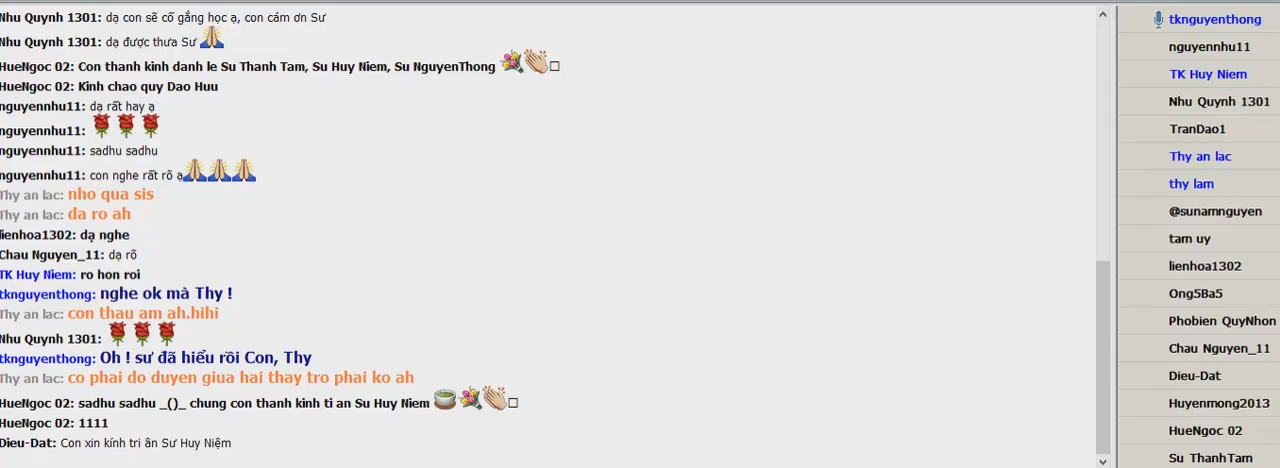 Nhu Quynh 1301: dạ con sẽ cố gắng học ạ, con cám ơn Sư
Nhu Quynh 1301: dạ được thưa Sư 🙏
HueNgoc 02: Con thanh kinh danh le Su Thanh Tam, Su Huy Niem, Su NguyenThong 💐👏□
HueNgoc 02: Kinh chao quy Dao Huu
nguyennhu11: dạ rất hay ạ
nguyennhu11: 🌹🌹🌹
nguyennhu11: sadhu sadhu
nguyennhu11: con nghe rất rõ ạ🙏🙏🙏
Thy an lac: nho qua sis
Thy an lac: da ro ah
lienhoa1302: dạ nghe
Chau Nguyen_11: dạ rõ
TK Huy Niem: ro hon roi
tknguyenthong: nghe ok mà Thy !
Thy an lac: con thau am ah.hihi
Nhu Quynh 1301: 🌹🌹🌹
tknguyenthong: Oh ! sư đã hiểu rồi Con, Thy
Thy an lac: co phai do duyen giua hai thay tro phai ko ah
HueNgoc 02: sadhu sadhu _()_ chung con thanh kinh ti an Su Huy Niem 🍵💐👏□
HueNgoc 02: 1111
Dieu-Dat: Con xin kính tri ân Sư Huy Niệm
tknguyenthong
nguyennhu11
TK Huy Niem
Nhu Quynh 1301
TranDao1
Thy an lac
thy lam
@sunamnguyen
tam uy
lienhoa1302
Ong5Ba5
Phobien QuyNhon
Chau Nguyen_11
Dieu-Dat
Huyenmong2013
HueNgoc 02
Su ThanhTam